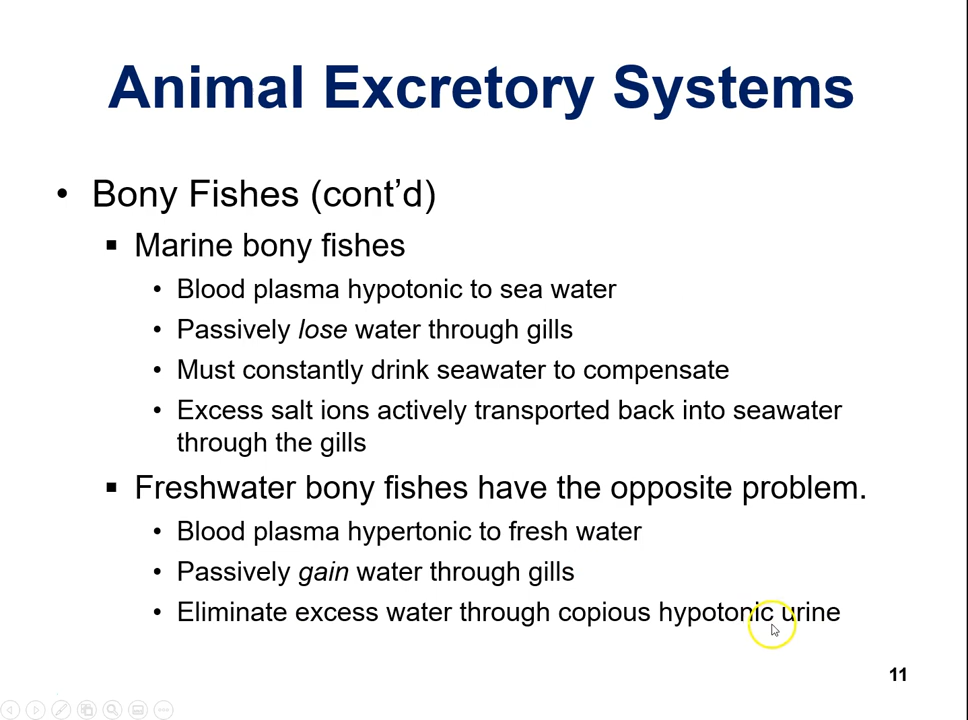 Animal Excretory Systems
• Bony Fishes (cont’d)
▪ Marine bony fishes
• Blood plasma hypotonic to sea water
• Passively lose water through gills
• Must constantly drink seawater to compensate
• Excess salt ions actively transported back into seawater
through the gills
▪ Freshwater bony fishes have the opposite problem.
• Blood plasma hypertonic to fresh water
• Passively gain water through gills
• Eliminate excess water through copious hypotonic urine
11